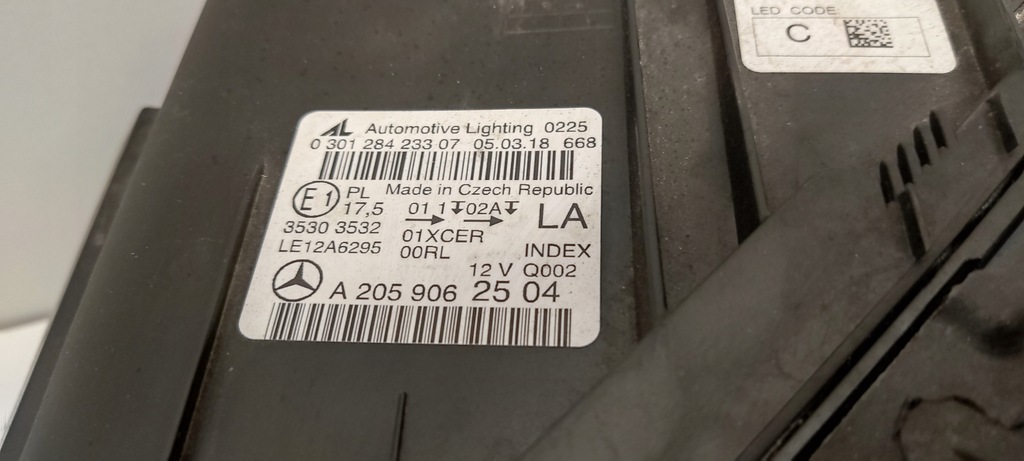 LED CODE
C
AL Automotive Lighting 0225
0 301 284 233 07 05.03.18 668
Made in Czech Republic
E1 PL 17,5
01 1 02A LA
3530 3532 01XCER
LE12A6295 00RL INDEX
12 V Q002
A 205 906 25 04